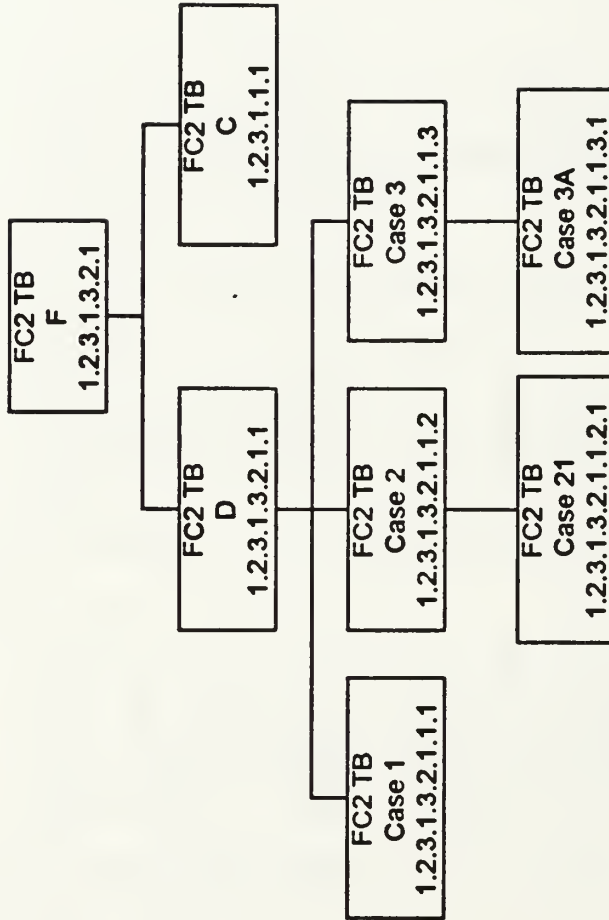 FC2 TB
F
1.2.3.1.3.2.1
FC2 TB
D
1.2.3.1.3.2.1.1
FC2 TB
C
1.2.3.1.1.1
FC2 TB
Case 1
1.2.3.1.3.2.1.1.1
FC2 TB
Case 2
1.2.3.1.3.2.1.1.2
FC2 TB
Case 3
1.2.3.1.3.2.1.1.3
FC2 TB
Case 21
1.2.3.1.3.2.1.1.2.1
FC2 TB
Case 3A
1.2.3.1.3.2.1.1.3.1